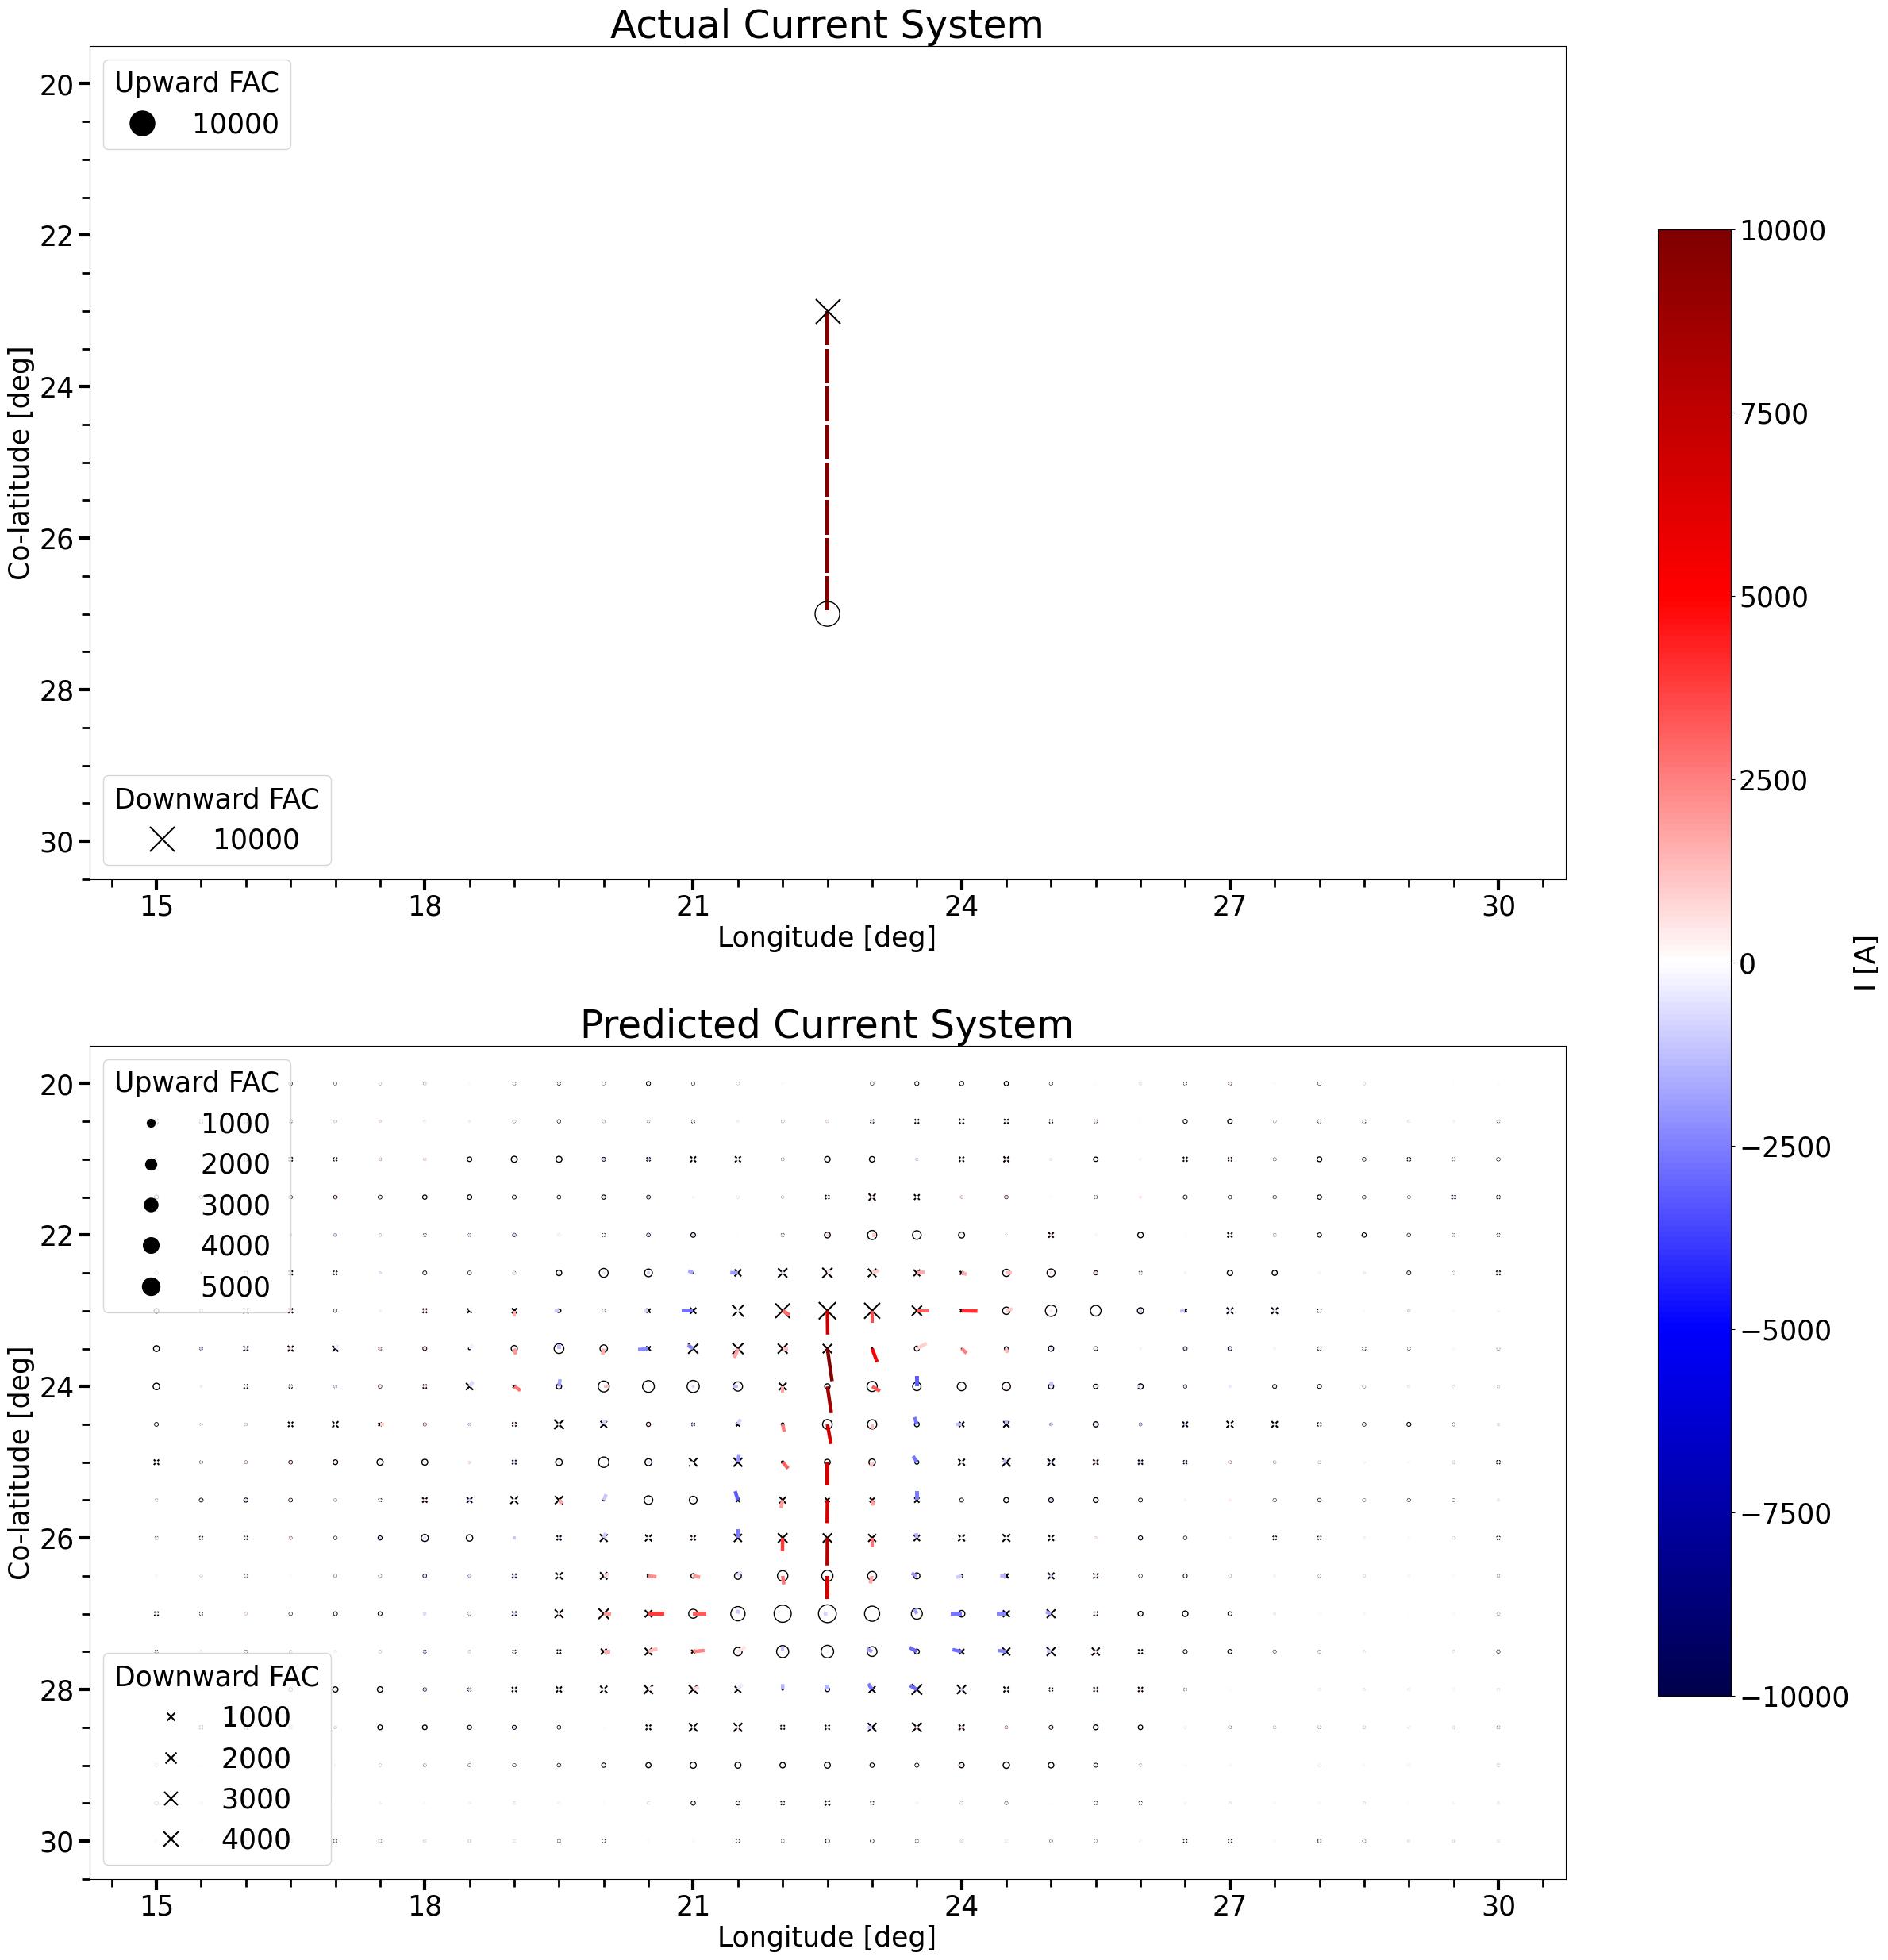 Actual Current System
Upward FAC
10000
Downward FAC
10000
20
22
24
26
28
30
Co-latitude [deg]
15 18 21 24 27 30
Longitude [deg]
Predicted Current System
Upward FAC
1000
2000
3000
4000
5000
Downward FAC
1000
2000
3000
4000
20
22
24
26
28
30
Co-latitude [deg]
15 18 21 24 27 30
Longitude [deg]
10000
7500
5000
2500
0
−2500
−5000
−7500
−10000
I [A]